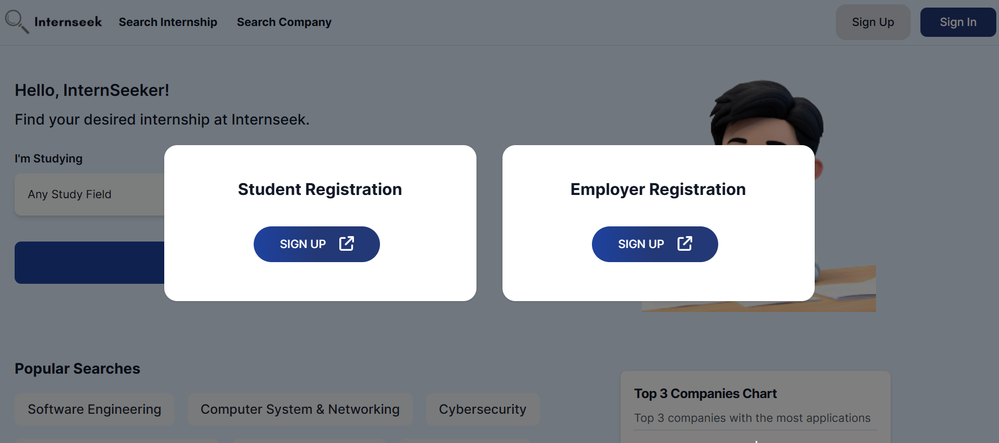 Internseek Search Internship Search Company Sign Up Sign In
Hello, InternSeeker!
Find your desired internship at Internseek.
I'm Studying
Any Study Field
Student Registration
SIGN UP
Employer Registration
SIGN UP
Popular Searches
Software Engineering Computer System & Networking Cybersecurity
Top 3 Companies Chart
Top 3 companies with the most applications